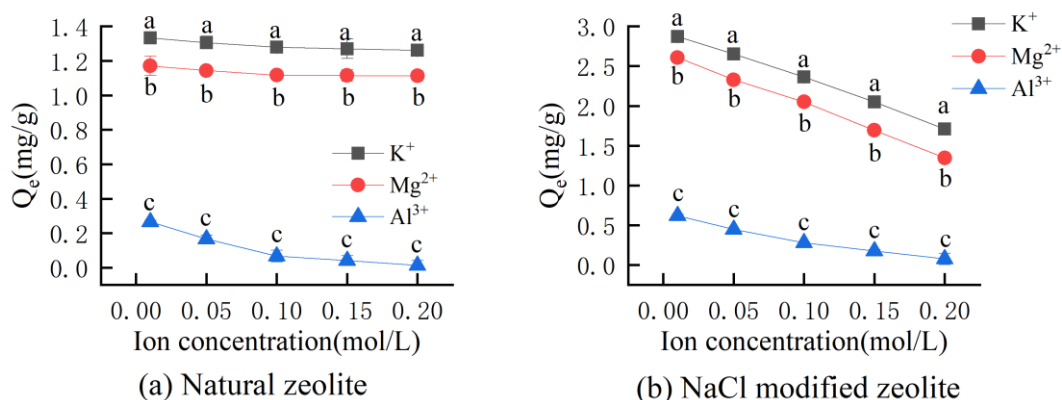 a a a a a
b b b b b
c c c c c
K⁺
Mg²⁺
Al³⁺
1.4
1.2
1.0
0.8
0.6
0.4
0.2
0.0
Qe(mg/g)
0.00 0.05 0.10 0.15 0.20
Ion concentration(mol/L)
(a) Natural zeolite
a a a a a
b b b b b
c c c c c
K⁺
Mg²⁺
Al³⁺
3.0
2.5
2.0
1.5
1.0
0.5
0.0
Qe(mg/g)
0.00 0.05 0.10 0.15 0.20
Ion concentration(mol/L)
(b) NaCl modified zeolite